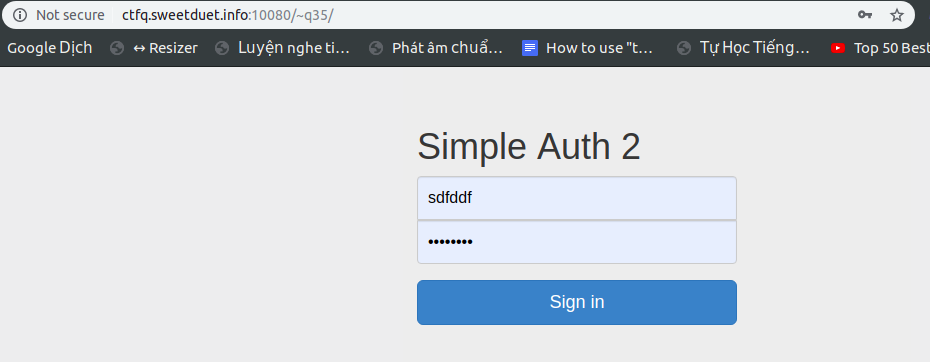 Not secure ctfq.sweetduet.info:10080/~q35/
Google Dịch ↔ Resizer Luyện nghe ti... Phát âm chuẩ... How to use "t... Tự Học Tiếng... Top 50 Best
Simple Auth 2
sdfddf
••••••••
Sign in